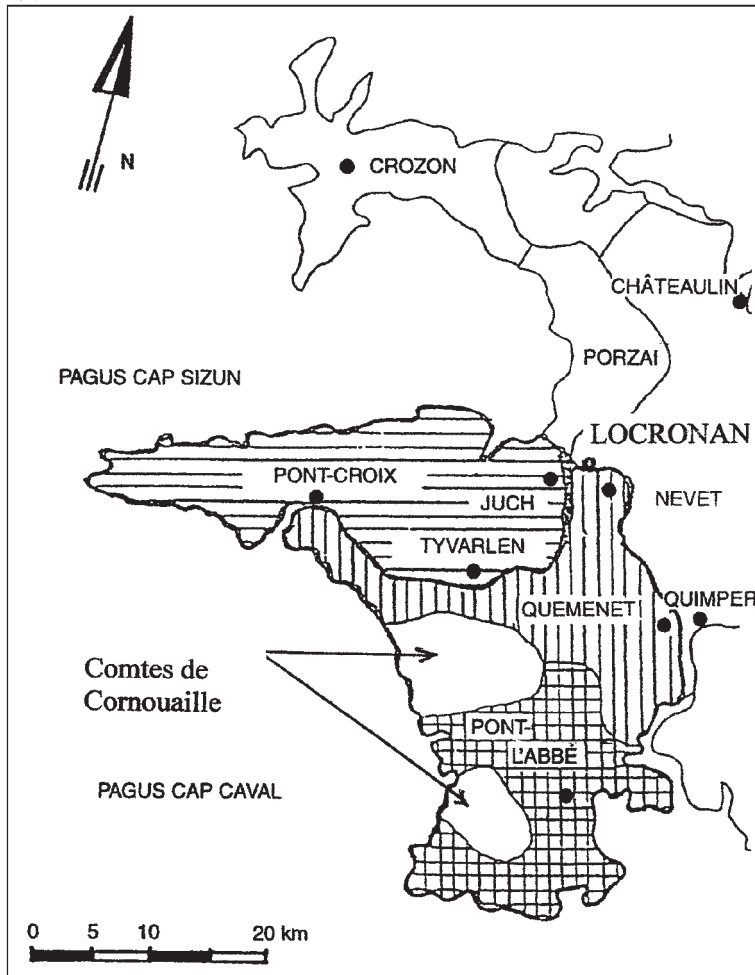 N
CROZON
CHÂTEAULIN
PORZAI
PAGUS CAP SIZUN
LOCRONAN
PONT-CROIX
JUCH
NEVET
TYVARLEN
QUEMENET
QUIMPER
Comtes de
Cornouaille
PONT-
L'ABBÉ
PAGUS CAP CAVAL
0 5 10 20 km